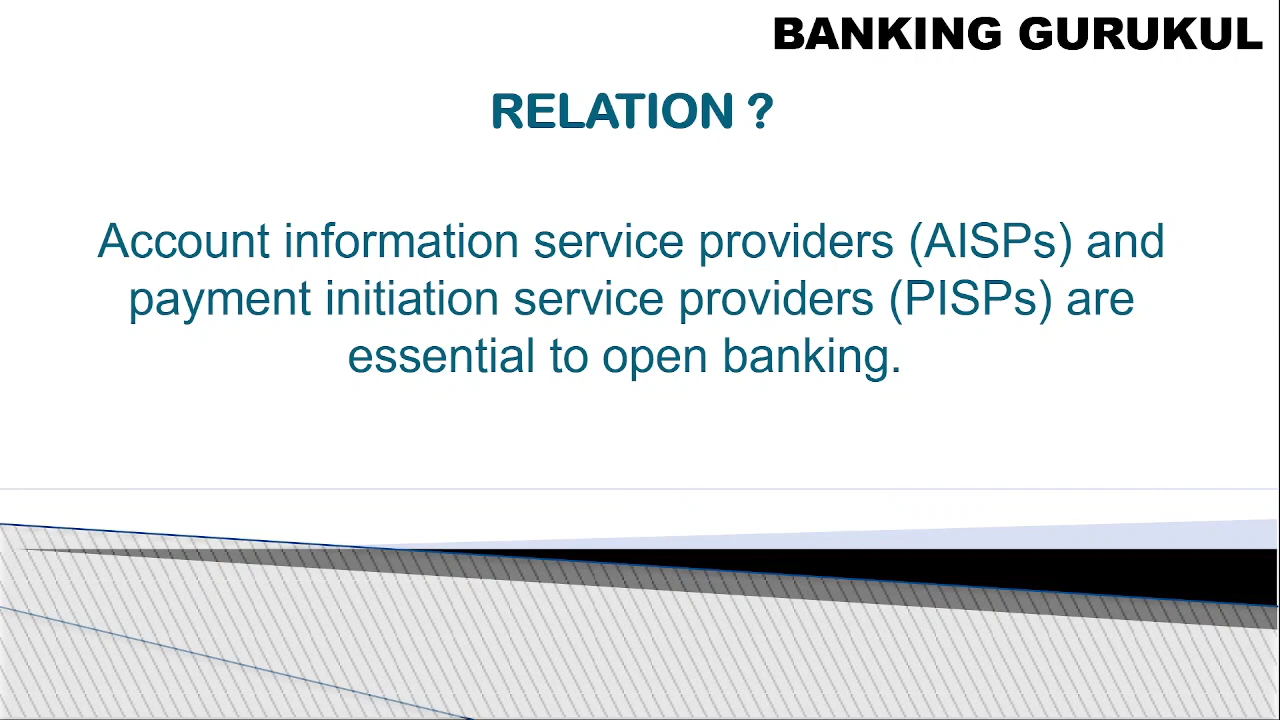 BANKING GURUKUL
RELATION ?
Account information service providers (AISPs) and
payment initiation service providers (PISPs) are
essential to open banking.